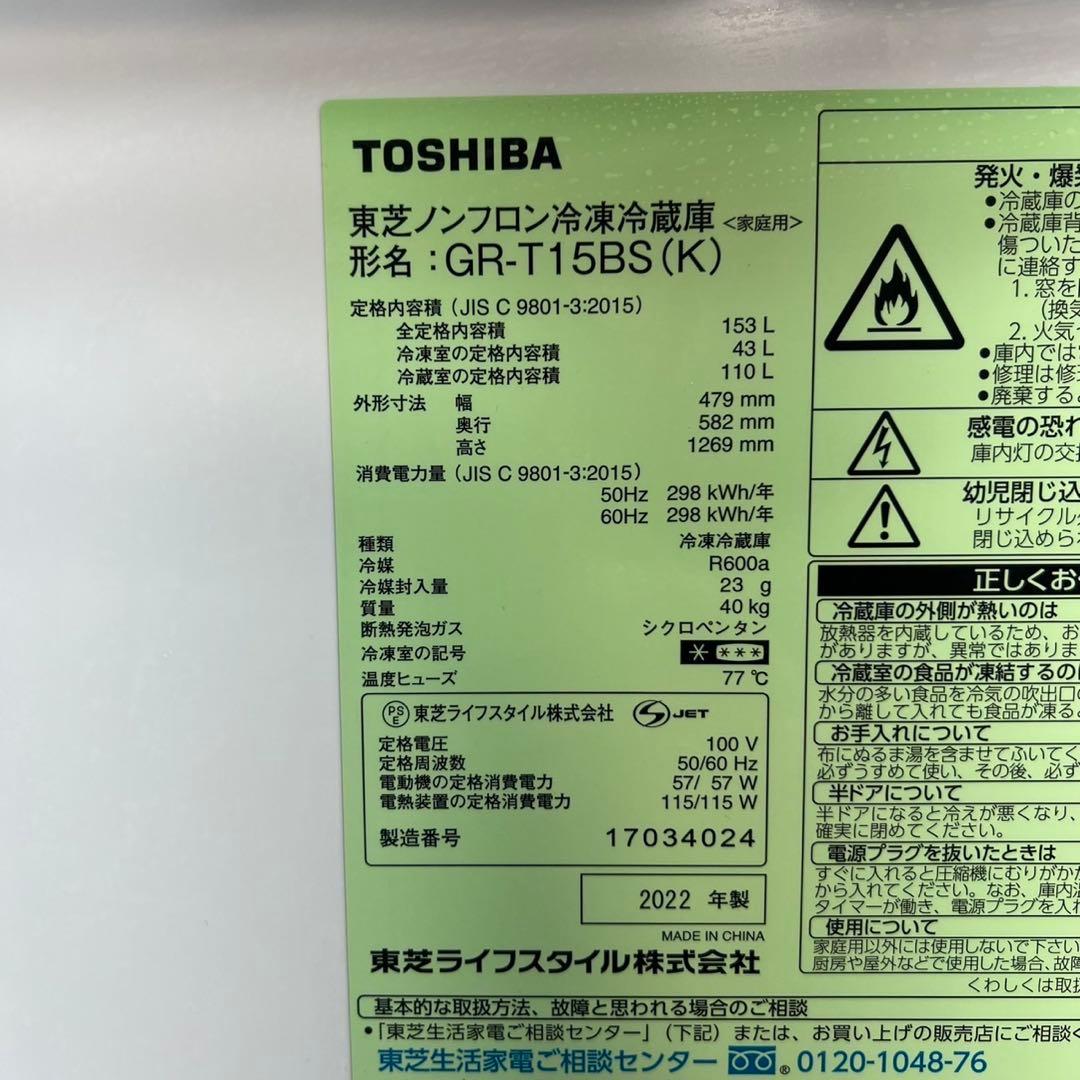 TOSHIBA
東芝ノンフロン冷凍冷蔵庫 <家庭用>
形名:GR-T15BS(K)
定格内容積 (JIS C 9801-3:2015)
全定格内容積 153 L
冷凍室の定格内容積 43 L
冷蔵室の定格内容積 110 L
外形寸法 幅 479 mm
奥行 582 mm
高さ 1269 mm
消費電力量 (JIS C 9801-3:2015)
50Hz 298 kWh/年
60Hz 298 kWh/年
種類 冷凍冷蔵庫
冷媒 R600a
冷媒封入量 23 g
質量 40 kg
断熱発泡ガス シクロペンタン
冷凍室の記号 * ***
温度ヒューズ 77 ℃
PSE 東芝ライフスタイル株式会社 S JET
定格電圧 100 V
定格周波数 50/60 Hz
電動機の定格消費電力 57/ 57 W
電熱装置の定格消費電力 115/115 W
製造番号 17034024
2022 年製
MADE IN CHINA
東芝ライフスタイル株式会社
発火・爆発
●冷蔵庫の
●冷蔵庫背
傷ついた
に連絡す
1. 窓を
(換気
2. 火気
●庫内では
●修理は修理
●廃棄する
感電の恐れ
庫内灯の交換
幼児閉じ込
リサイクル
閉じ込めら
正しくお
冷蔵庫の外側が熱いのは
放熱器を内蔵しているため、お
がありますが、異常ではありま
冷蔵室の食品が凍結するのは
水分の多い食品を冷気の吹出口の
から離して入れても食品が凍ると
お手入れについて
布にぬるま湯を含ませてふいてく
必ずうすめて使い、その後、必ず
半ドアについて
半ドアになると冷えが悪くなり、
確実に閉めてください。
電源プラグを抜いたときは
すぐに入れると圧縮機にむりがか
から入れてください。なお、庫内温
タイマーが働き、電源プラグを入れ
使用について
家庭用以外には使用しないで下さい
厨房や屋外などで使用した場合、故障
くわしくは取扱
基本的な取扱方法、故障と思われる場合のご相談
•「東芝生活家電ご相談センター」(下記)または、お買い上げの販売店にご相談く
東芝生活家電ご相談センター ® 0120-1048-76